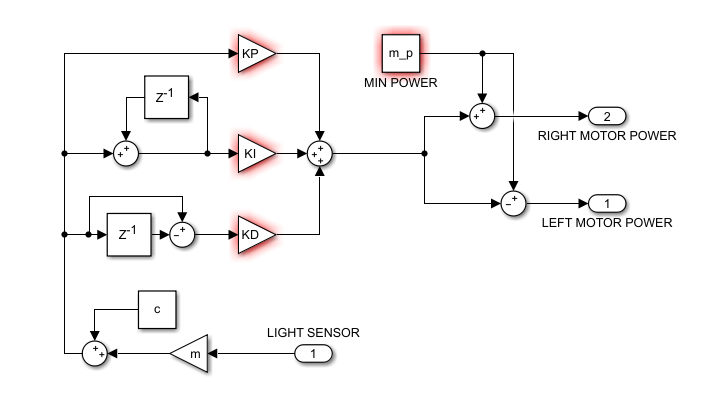 KP
m_p
MIN POWER
Z-1
++
2
RIGHT MOTOR POWER
++
KI
+++
-+
1
LEFT MOTOR POWER
Z-1
-+
KD
c
LIGHT SENSOR
++
m
1